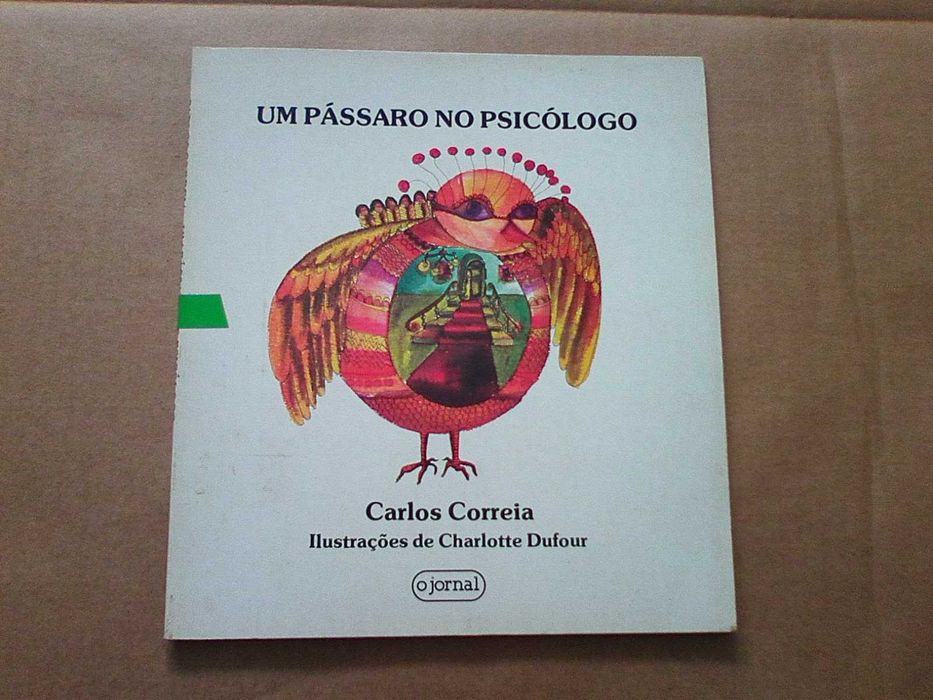 UM PÁSSARO NO PSICÓLOGO
Carlos Correia
Ilustrações de Charlotte Dufour
o jornal